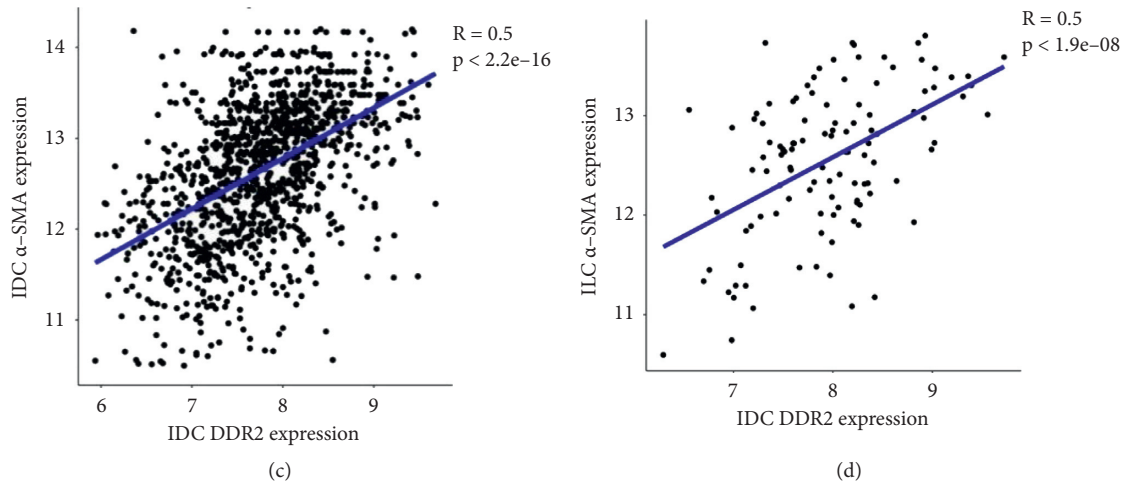 R = 0.5
p < 2.2e–16
14
13
12
11
IDC α–SMA expression
6 7 8 9
IDC DDR2 expression
(c)
R = 0.5
p < 1.9e–08
13
12
11
ILC α–SMA expression
7 8 9
IDC DDR2 expression
(d)